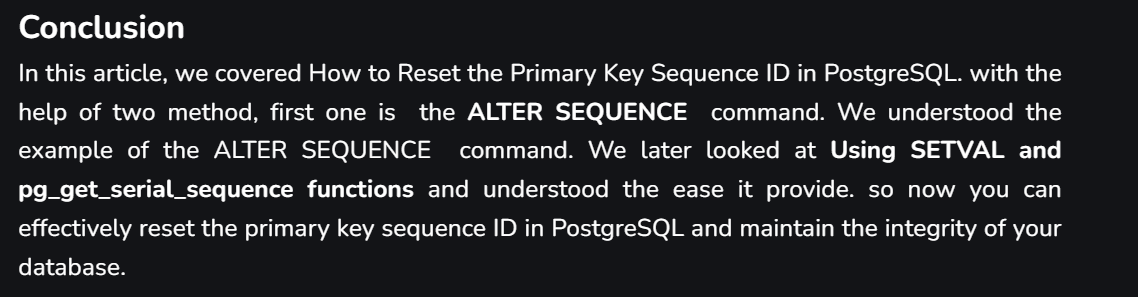 Conclusion
In this article, we covered How to Reset the Primary Key Sequence ID in PostgreSQL. with the
help of two method, first one is the ALTER SEQUENCE command. We understood the
example of the ALTER SEQUENCE command. We later looked at Using SETVAL and
pg_get_serial_sequence functions and understood the ease it provide. so now you can
effectively reset the primary key sequence ID in PostgreSQL and maintain the integrity of your
database.